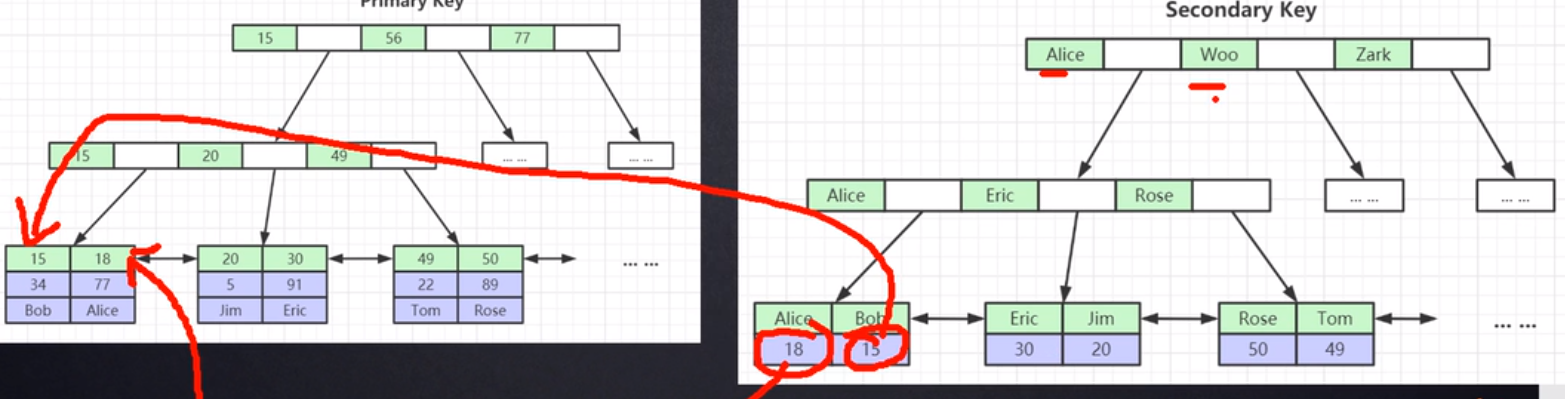 Primary Key
15 56 77
15 20 49
... ... ... ...
15 18 20 30 49 50
34 77 5 91 22 89
Bob Alice Jim Eric Tom Rose
... ...
Secondary Key
Alice Woo Zark
Alice Eric Rose
... ... ... ...
Alice Bob Eric Jim Rose Tom
18 15 30 20 50 49
... ...